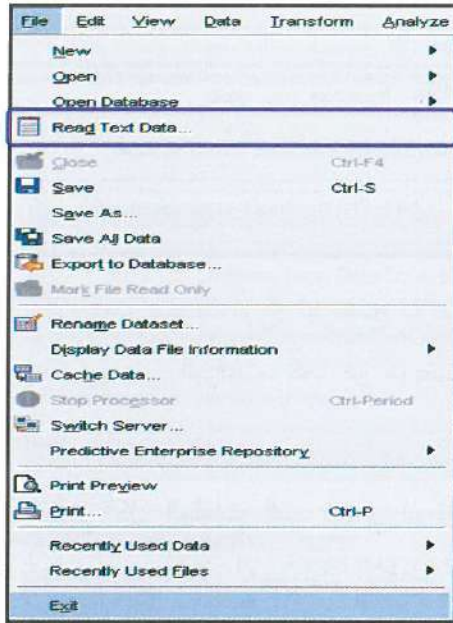 File Edit View Data Transform Analyze
New
Open
Open Database
Read Text Data...
Close Ctrl-F4
Save Ctrl-S
Save As...
Save All Data
Export to Database...
Mark File Read Only
Rename Dataset...
Display Data File Information
Cache Data...
Stop Processor Ctrl-Period
Switch Server...
Predictive Enterprise Repository
Print Preview
Print... Ctrl-P
Recently Used Data
Recently Used Files
Exit